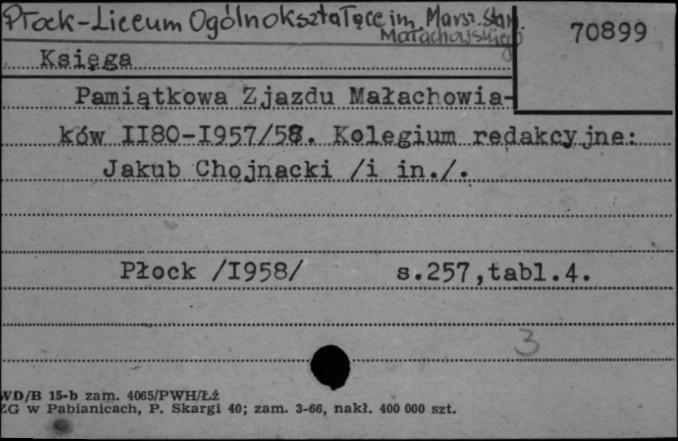 Płock-Liceum Ogólnokształcące im. Marsz. Stan.
Małachowskiego
70899
Księga
Pamiątkowa Zjazdu Małachowia-
ków II80-I957/58. Kolegium redakcyjne:
Jakub Chojnacki /i in./.
Płock /I958/ s.257,tabl.4.
3
WD/B 15-b zam. 4065/PWH/Łź
ZG w Pabianicach, P. Skargi 40; zam. 3-66, nakł. 400 000 szt.